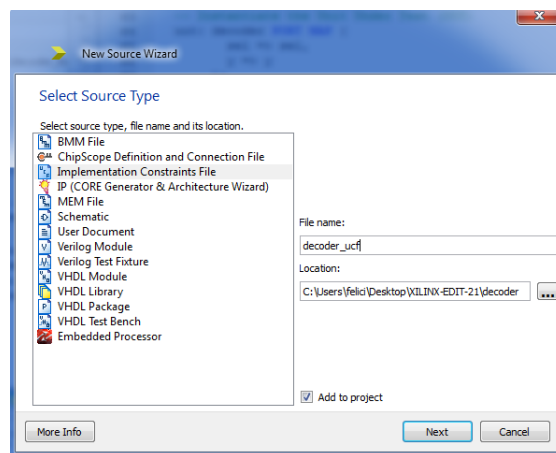 New Source Wizard
Select Source Type
Select source type, file name and its location.
BMM File
ChipScope Definition and Connection File
Implementation Constraints File
IP (CORE Generator & Architecture Wizard)
MEM File
Schematic
User Document
Verilog Module
Verilog Test Fixture
VHDL Module
VHDL Library
VHDL Package
VHDL Test Bench
Embedded Processor
File name:
decoder_ucf
Location:
C:\Users\felici\Desktop\XILINX-EDIT-21\decoder
...
Add to project
More Info
Next
Cancel